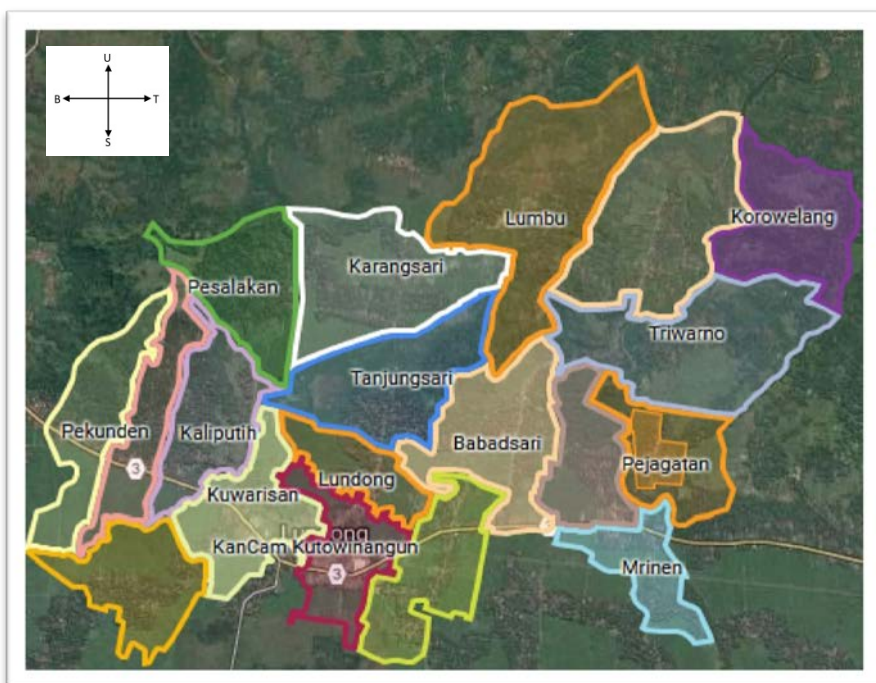 U
B T
S
Lumbu
Korowelang
Karangsari
Pesalakan
Triwarno
Tanjungsari
Pekunden
Kaliputih
Babadsari
Pejagatan
Lundong
3
Kuwarisan
KanCam Kutowinangun
3
Mrinen